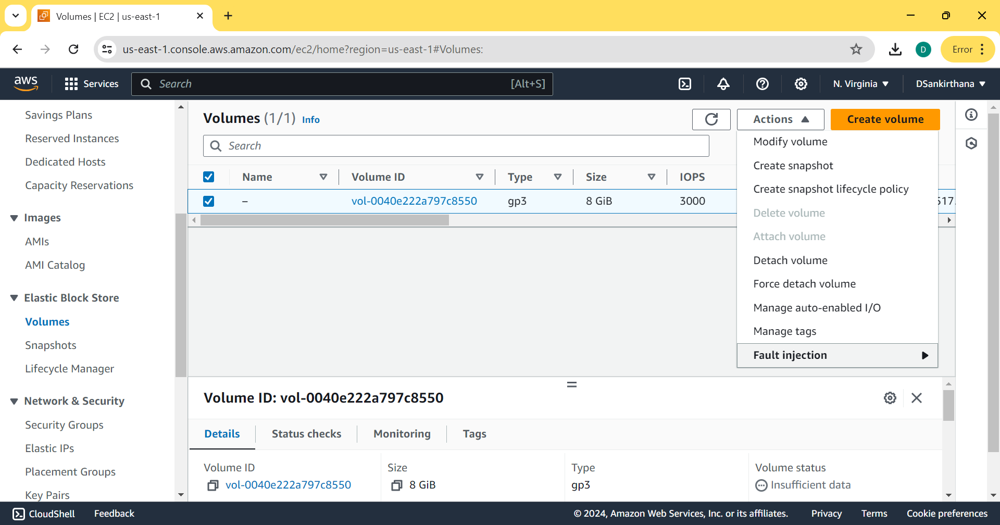 Volumes | EC2 | us-east-1
us-east-1.console.aws.amazon.com/ec2/home?region=us-east-1#Volumes:
D
Error
aws
Services
Search
[Alt+S]
N. Virginia
DSankirthana
Savings Plans
Reserved Instances
Dedicated Hosts
Capacity Reservations
Images
AMIs
AMI Catalog
Elastic Block Store
Volumes
Snapshots
Lifecycle Manager
Network & Security
Security Groups
Elastic IPs
Placement Groups
Key Pairs
Volumes (1/1) Info
Actions
Create volume
Search
Name Volume ID Type Size IOPS
– vol-0040e222a797c8550 gp3 8 GiB 3000
Modify volume
Create snapshot
Create snapshot lifecycle policy
Delete volume
Attach volume
Detach volume
Force detach volume
Manage auto-enabled I/O
Manage tags
Fault injection
Volume ID: vol-0040e222a797c8550
Details Status checks Monitoring Tags
Volume ID Size Type Volume status
vol-0040e222a797c8550 8 GiB gp3 Insufficient data
CloudShell Feedback © 2024, Amazon Web Services, Inc. or its affiliates. Privacy Terms Cookie preferences